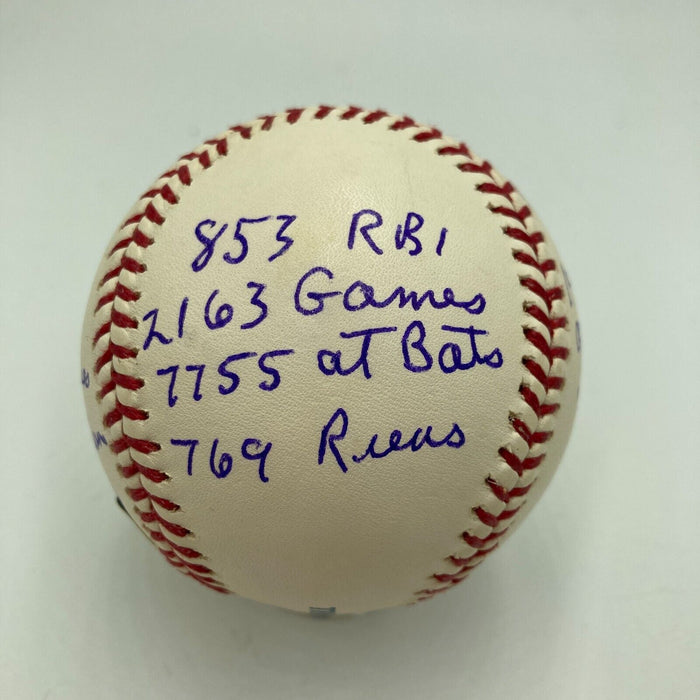 853 RBI
2163 Games
7755 at Bats
769 Runs